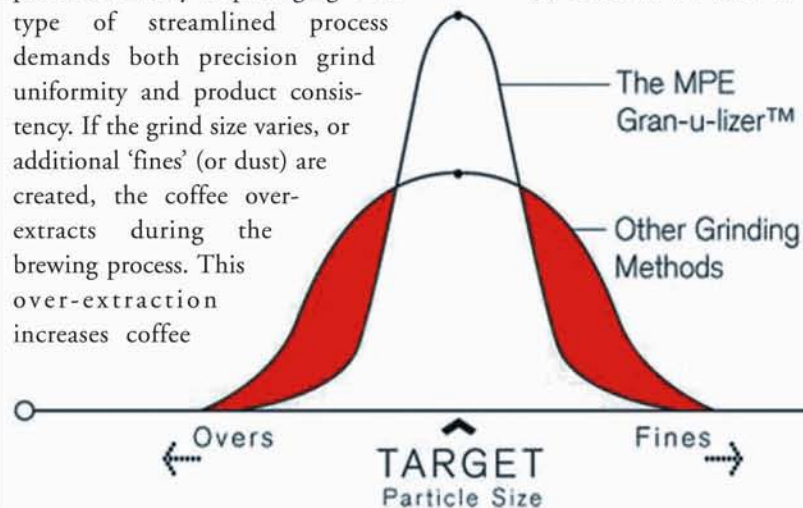 type of streamlined process
demands both precision grind
uniformity and product consis-
tency. If the grind size varies, or
additional 'fines' (or dust) are
created, the coffee over-
extracts during the
brewing process. This
over-extraction
increases coffee
The MPE
Gran-u-lizer™
Other Grinding
Methods
Overs
Fines
TARGET
Particle Size